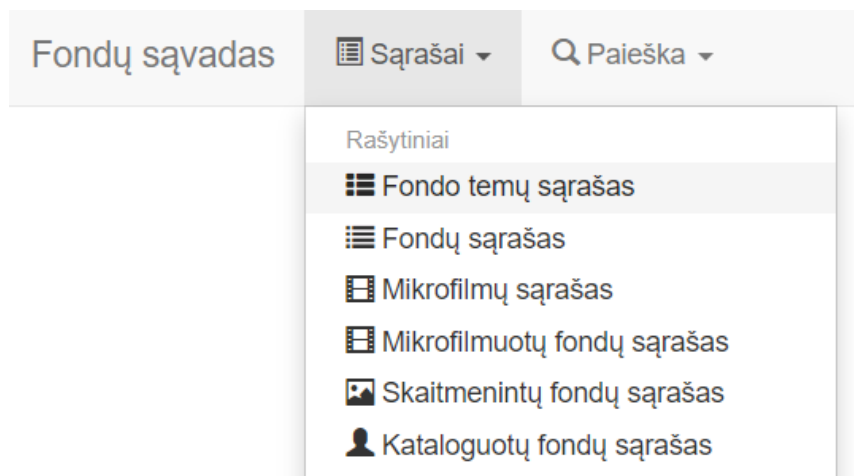 Fondų sąvadas Sąrašai Paieška
Rašytiniai
Fondo temų sąrašas
Fondų sąrašas
Mikrofilmų sąrašas
Mikrofilmuotų fondų sąrašas
Skaitmenintų fondų sąrašas
Kataloguotų fondų sąrašas